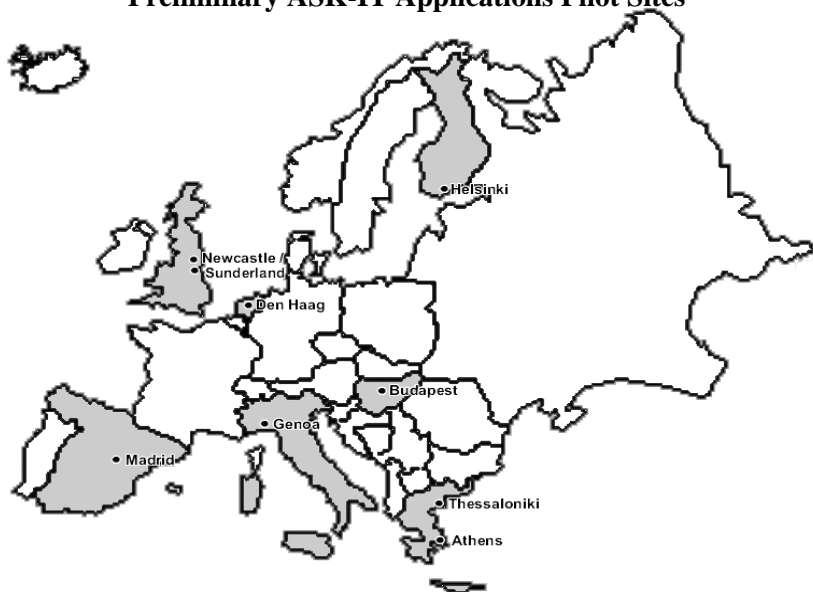 Preliminary ASK-IT Applications Pilot Sites
Helsinki
Newcastle /
Sunderland
Den Haag
Budapest
Genoa
Madrid
Thessaloniki
Athens